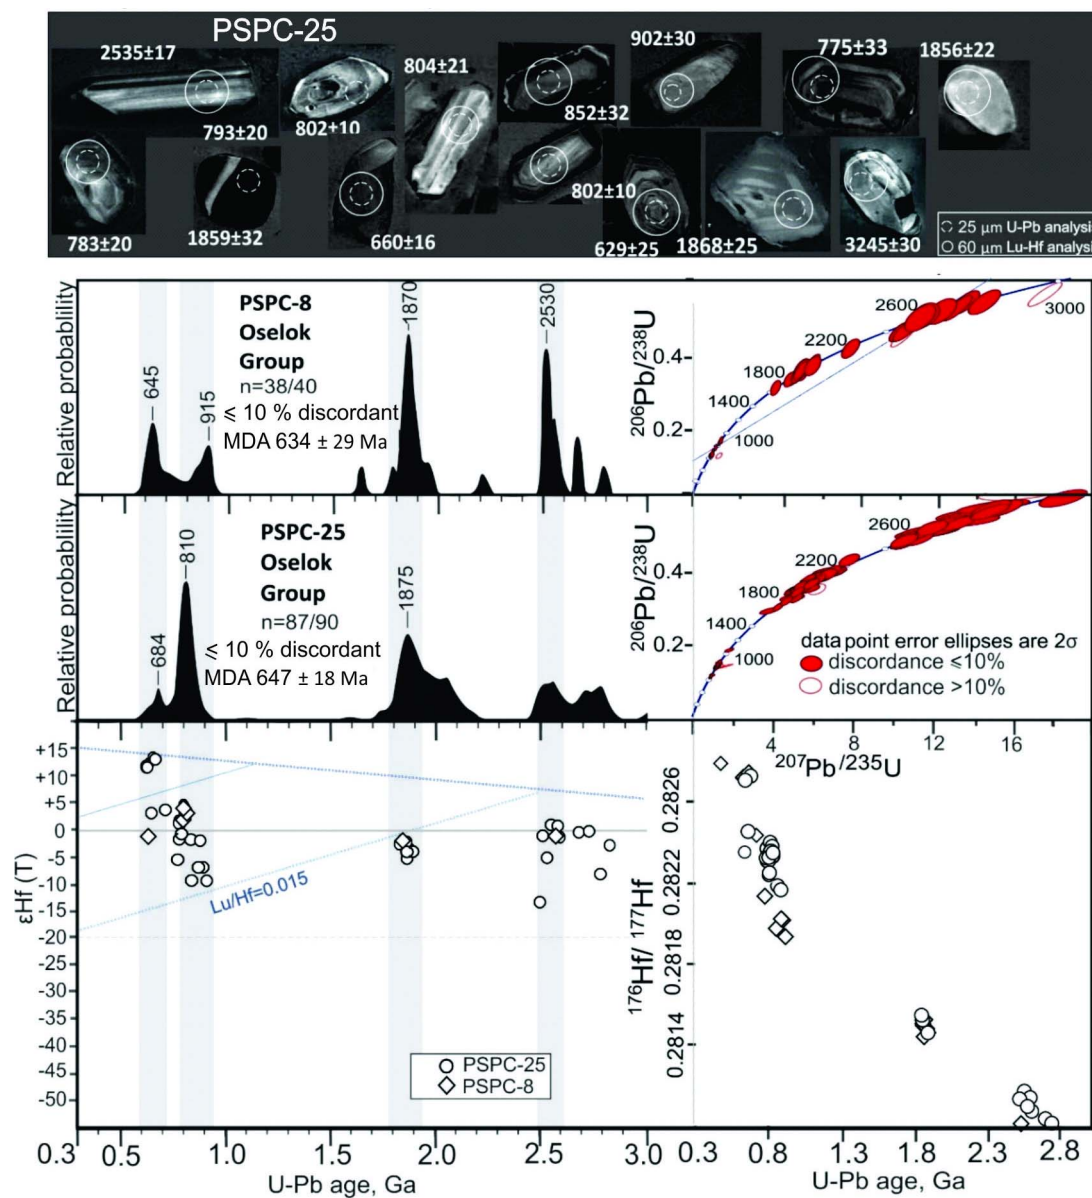 PSPC-25
2535±17
793±20
802+10
804±21
852±32
902±30
775±33
1856±22
783±20
1859±32
660±16
802±10
629±25
1868±25
3245±30
25 µm U-Pb analysis
60 µm Lu-Hf analysis
Relative probablility
PSPC-8
Oselok
Group
n=38/40
⩽ 10 % discordant
MDA 634 ± 29 Ma
645
915
1870
2530
206Pb/238U
0.4
0.2
1000
1400
1800
2200
2600
3000
Relative probablility
PSPC-25
Oselok
Group
n=87/90
⩽ 10 % discordant
MDA 647 ± 18 Ma
684
810
1875
206Pb/238U
0.4
0.2
1000
1400
1800
2200
2600
data point error ellipses are 2σ
discordance ⩽10%
discordance >10%
4
12
16
207Pb/235U
εHf (T)
+15
+10
+5
0
-5
-10
-15
-20
-25
-30
-35
-40
-45
-50
Lu/Hf=0.015
PSPC-25
PSPC-8
0.3
0.5
1.0
1.5
2.0
2.5
3.0
U-Pb age, Ga
176Hf/ 177Hf
0.2826
0.2822
0.2818
0.2814
0.3
0.8
1.3
1.8
2.3
2.8
U-Pb age, Ga